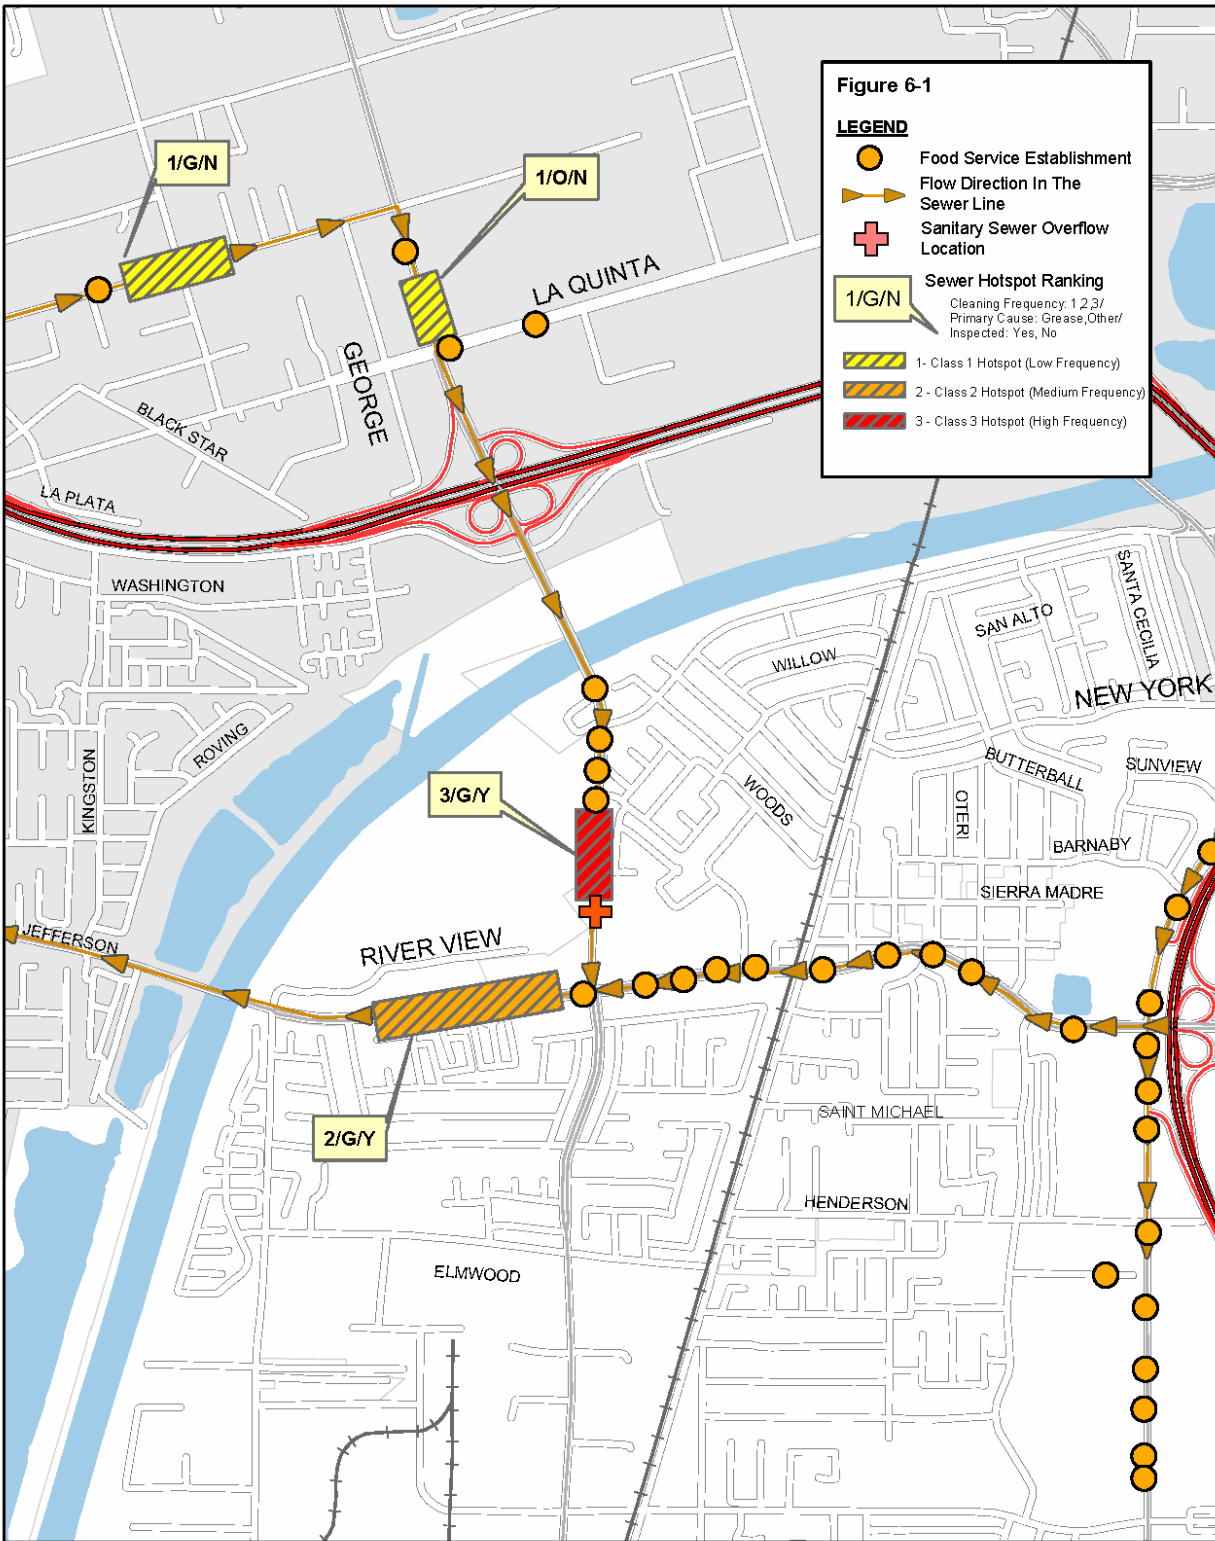 Figure 6-1
LEGEND
Food Service Establishment
Flow Direction In The
Sewer Line
Sanitary Sewer Overflow
Location
Sewer Hotspot Ranking
1/G/N
Cleaning Frequency: 1,2,3/
Primary Cause: Grease,Other/
Inspected: Yes, No
1- Class 1 Hotspot (Low Frequency)
2 - Class 2 Hotspot (Medium Frequency)
3 - Class 3 Hotspot (High Frequency)
1/G/N
1/O/N
LA QUINTA
GEORGE
BLACK STAR
LA PLATA
WASHINGTON
SANTA CECILIA
SAN ALTO
WILLOW
NEW YORK
ROVING
KINGSTON
BUTTERBALL
SUNVIEW
3/G/Y
WOODS
OTERI
BARNABY
SIERRA MADRE
JEFFERSON
RIVER VIEW
2/G/Y
SAINT MICHAEL
HENDERSON
ELMWOOD